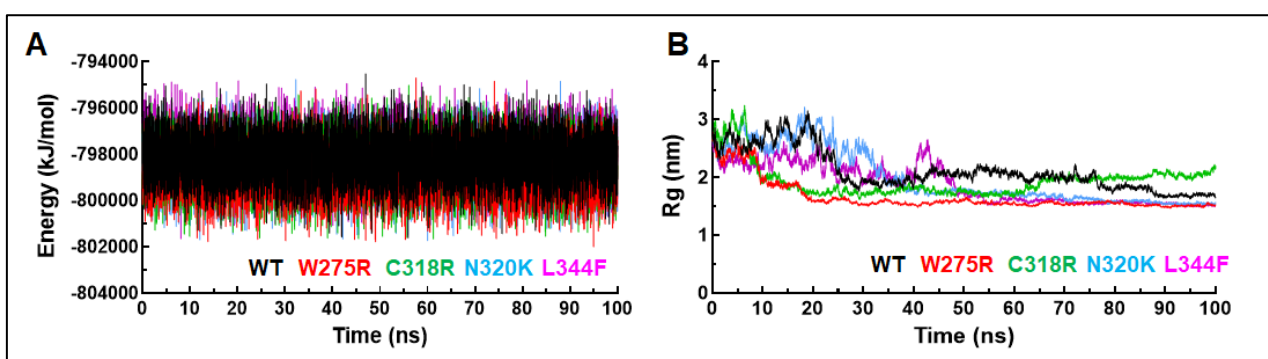 A
Energy (kJ/mol)
-794000
-796000
-798000
-800000
-802000
-804000
WT W275R C318R N320K L344F
0 10 20 30 40 50 60 70 80 90 100
Time (ns)
B
Rg (nm)
4
3
2
1
0
WT W275R C318R N320K L344F
0 10 20 30 40 50 60 70 80 90 100
Time (ns)